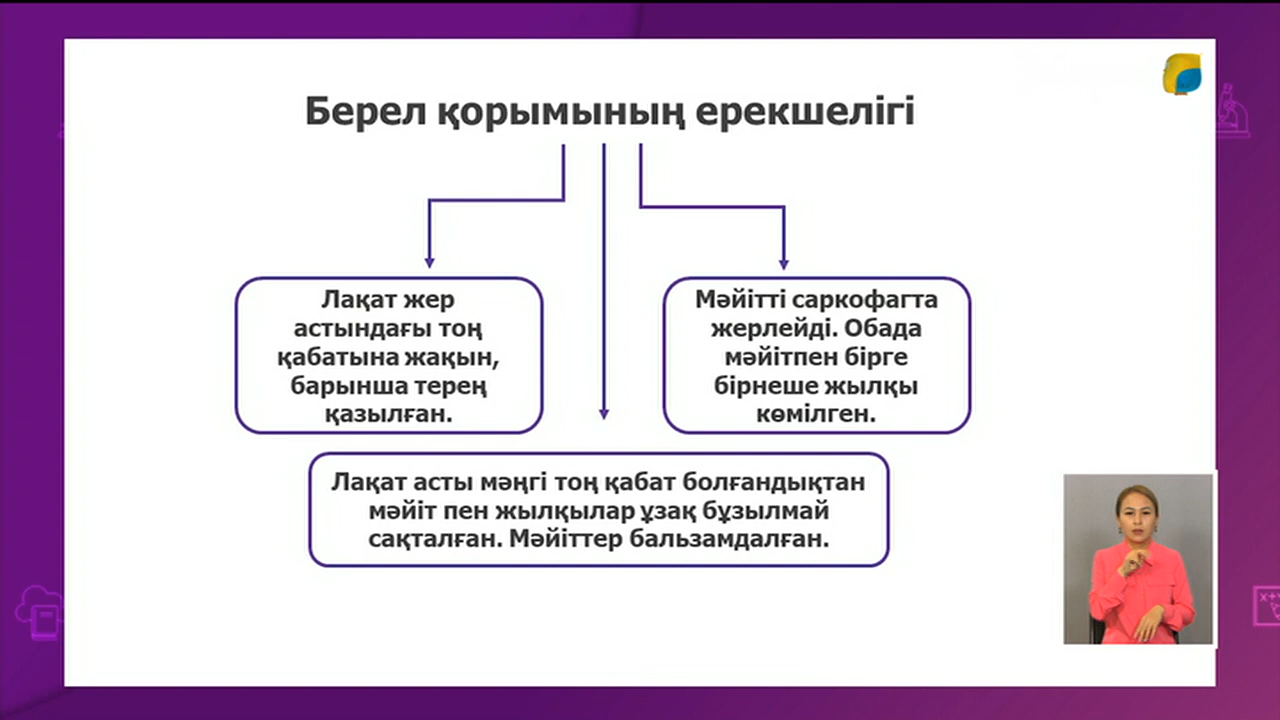 Берел қорымының ерекшелігі
Лақат жер
астындағы тоң
қабатына жақын,
барынша терең
қазылған.
Мәйітті саркофагта
жерлейді. Обада
мәйітпен бірге
бірнеше жылқы
көмілген.
Лақат асты мәңгі тоң қабат болғандықтан
мәйіт пен жылқылар ұзақ бұзылмай
сақталған. Мәйіттер бальзамдалған.